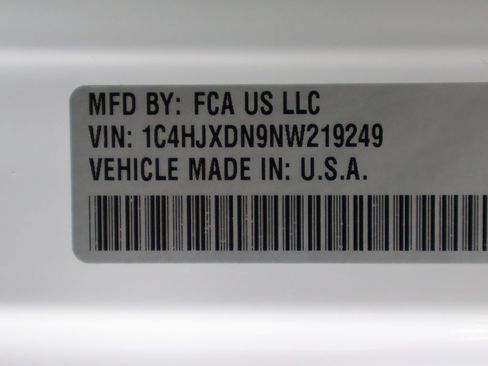 MFD BY: FCA US LLC
VIN: 1C4HJXDN9NW219249
VEHICLE MADE IN: U.S.A.